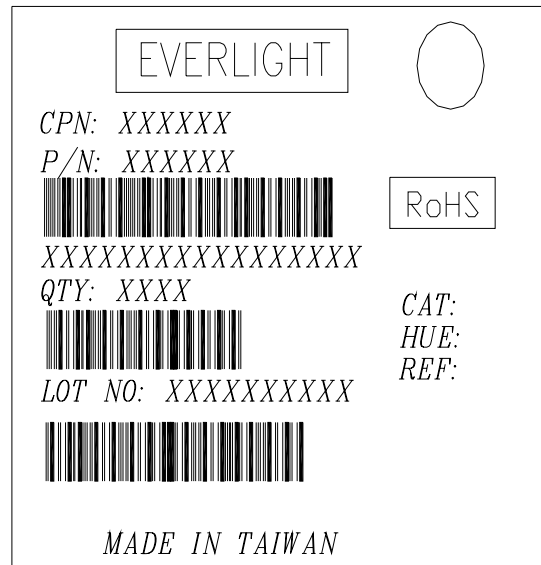 EVERLIGHT
CPN: XXXXXX
P/N: XXXXXX
RoHS
XXXXXXXXXXXXXXXXX
QTY: XXXX
CAT:
HUE:
REF:
LOT NO: XXXXXXXXXX
MADE IN TAIWAN